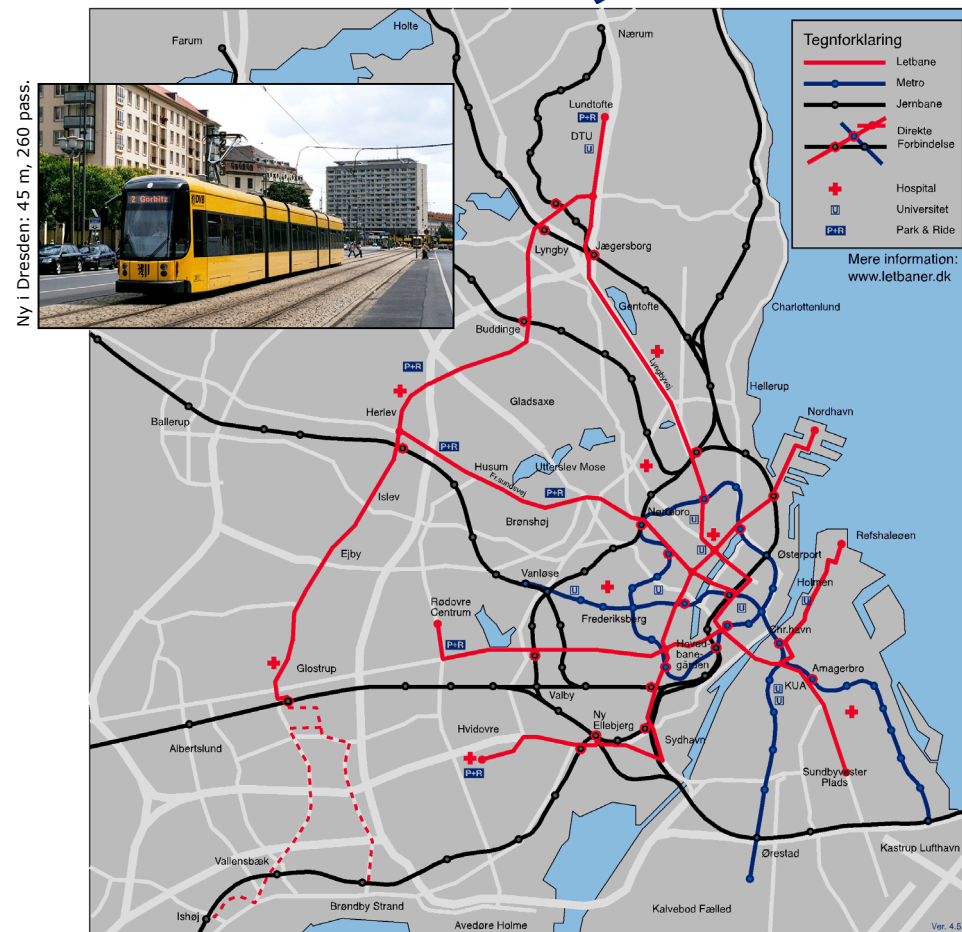 Farum
Holte
Nærum
Ny i Dresden: 45 m, 260 pass.
2 Gorbitz
DVB
Tegnforklaring
Letbane
Metro
Jernbane
Direkte
Forbindelse
Hospital
U Universitet
P+R Park & Ride
Mere information:
www.letbaner.dk
Lundtofte
P+R
DTU
U
Lyngby
Jægersborg
Gentofte
Charlottenlund
Buddinge
Lyngbyvej
Hellerup
P+R
Herlev
Gladsaxe
Ballerup
Nordhavn
P+R
Husum
Utterslev Mose
Fr.sundsvej
P+R
Islev
Brønshøj
Nørrebro
U
Refshaleøen
Ejby
U
Østerport
Vanløse
Holmen
U
U
U
U
Rødovre
Centrum
Frederiksberg
P+R
Chr.havn
Hoved-
bane-
gården
Glostrup
Amagerbro
KUA
U
U
Valby
Hvidovre
Ny
Ellebjerg
Sydhavn
Albertslund
P+R
Sundbyvester
Plads
Kastrup Lufthavn
Ørestad
Vallensbæk
Brøndby Strand
Kalvebod Fælled
Ishøj
Avedøre Holme
Ver. 4.5